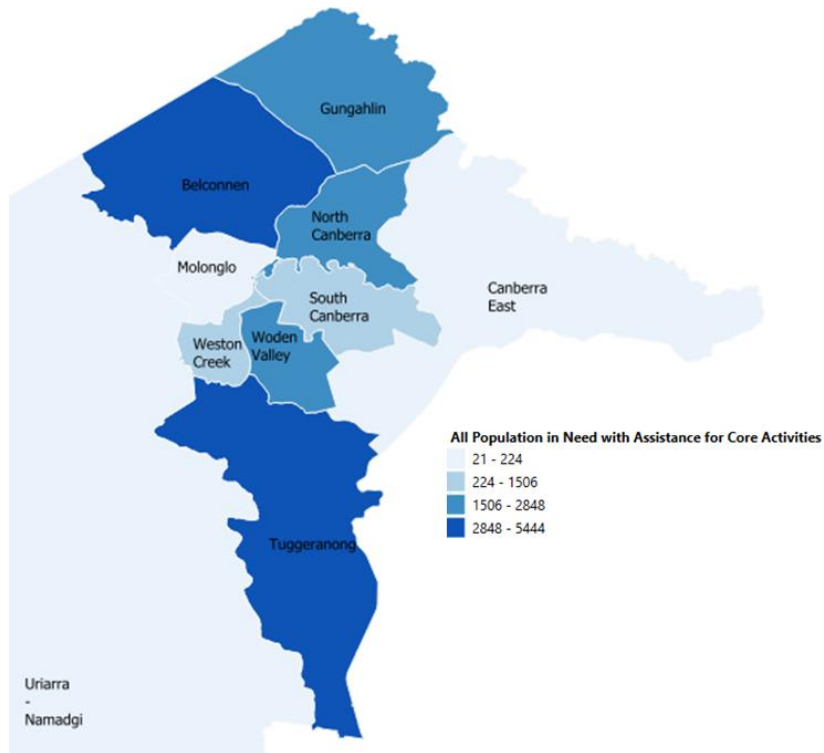 Gungahlin
Belconnen
North
Canberra
Molonglo
Canberra
East
South
Canberra
Weston
Creek
Woden
Valley
All Population in Need with Assistance for Core Activities
21 - 224
224 - 1506
1506 - 2848
2848 - 5444
Tuggeranong
Uriarra
-
Namadgi